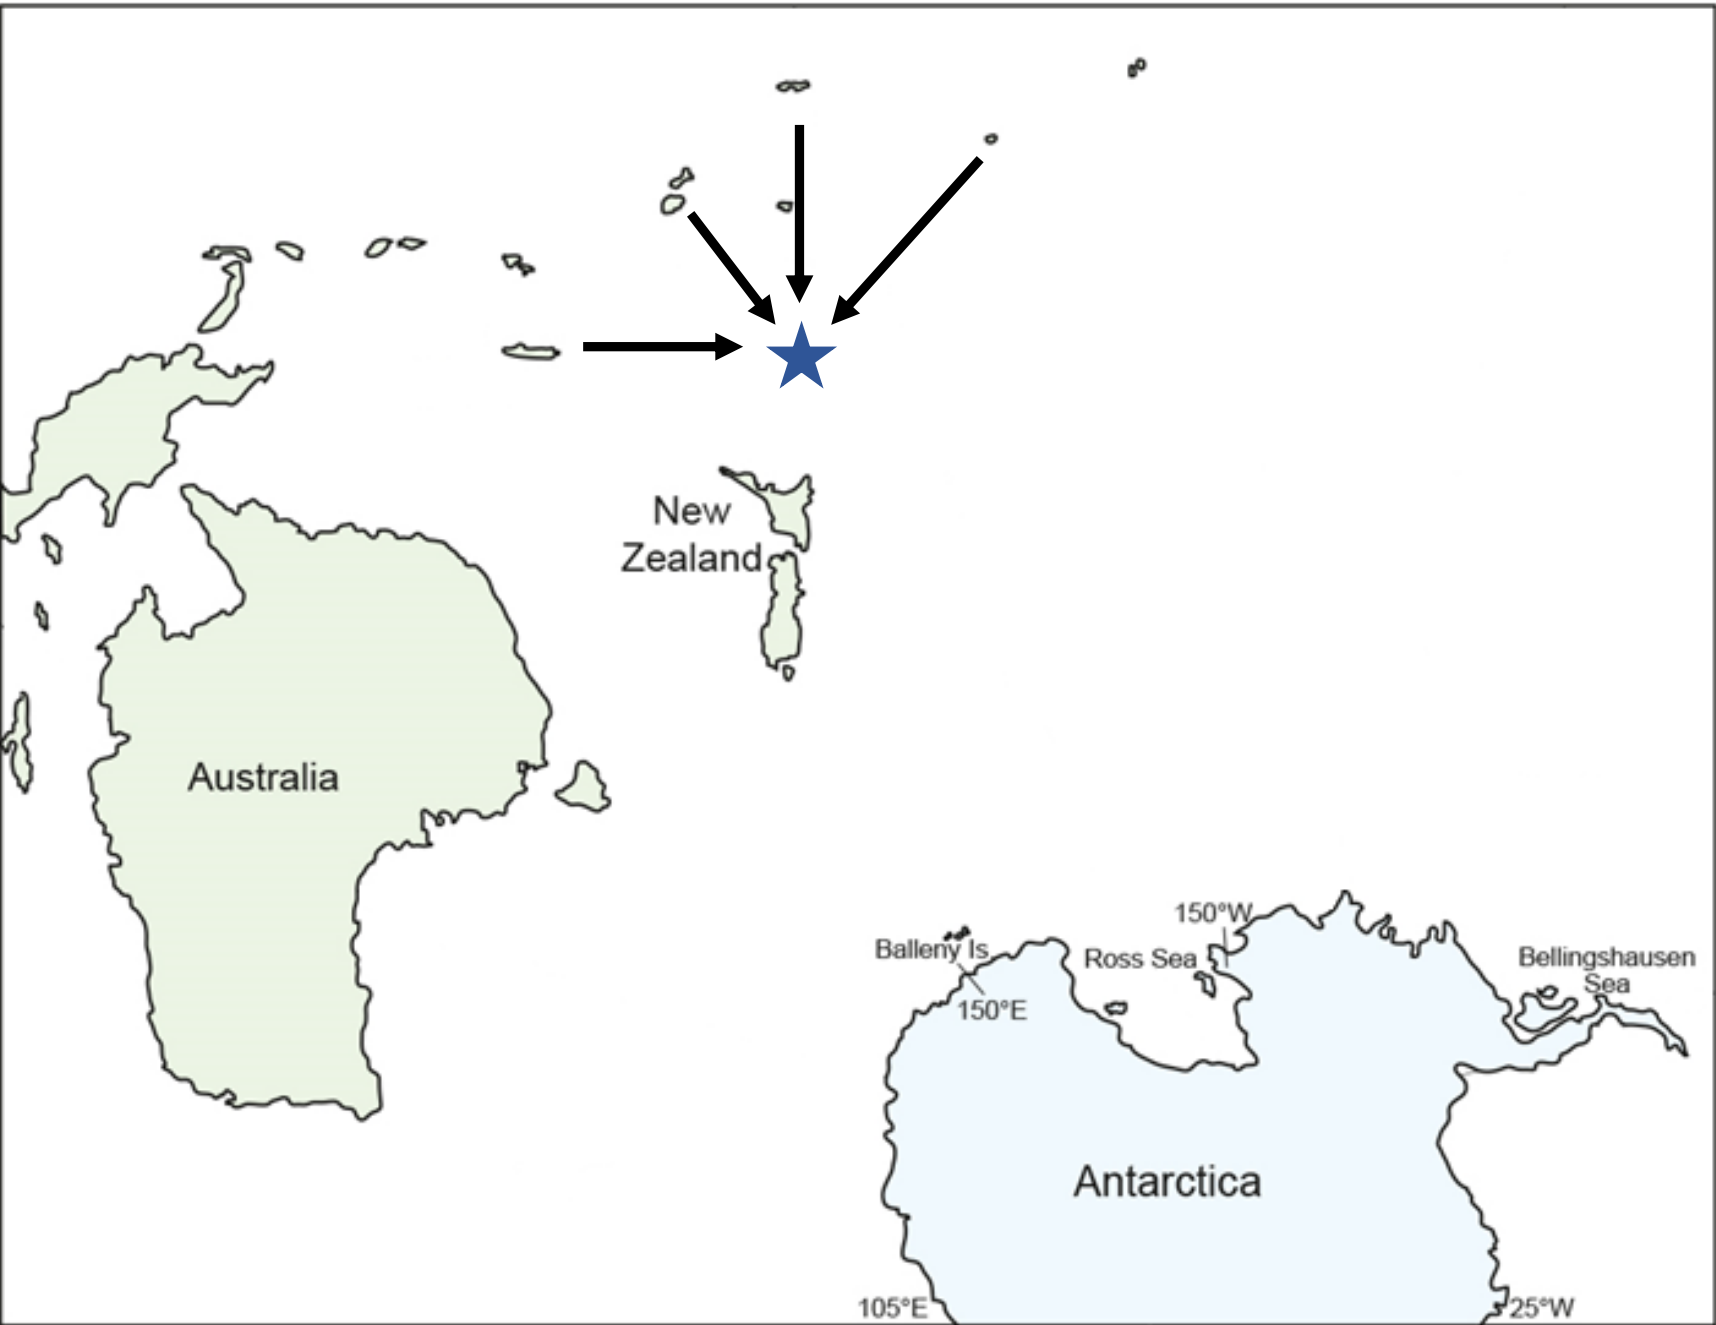 New
Zealand
Australia
150°W
Balleny Is
Ross Sea
Bellingshausen
Sea
150°E
Antarctica
105°E
25°W